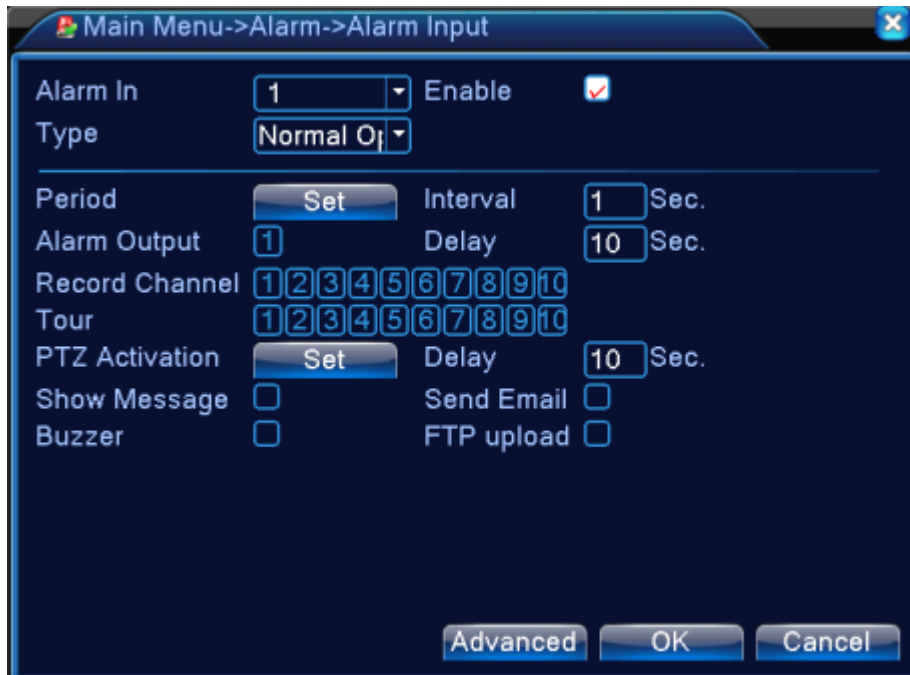 Main Menu->Alarm->Alarm Input
Alarm In 1 Enable
Type Normal Op
Period Set Interval 1 Sec.
Alarm Output 1 Delay 10 Sec.
Record Channel 1 2 3 4 5 6 7 8 9 10
Tour 1 2 3 4 5 6 7 8 9 10
PTZ Activation Set Delay 10 Sec.
Show Message Send Email
Buzzer FTP upload
Advanced OK Cancel